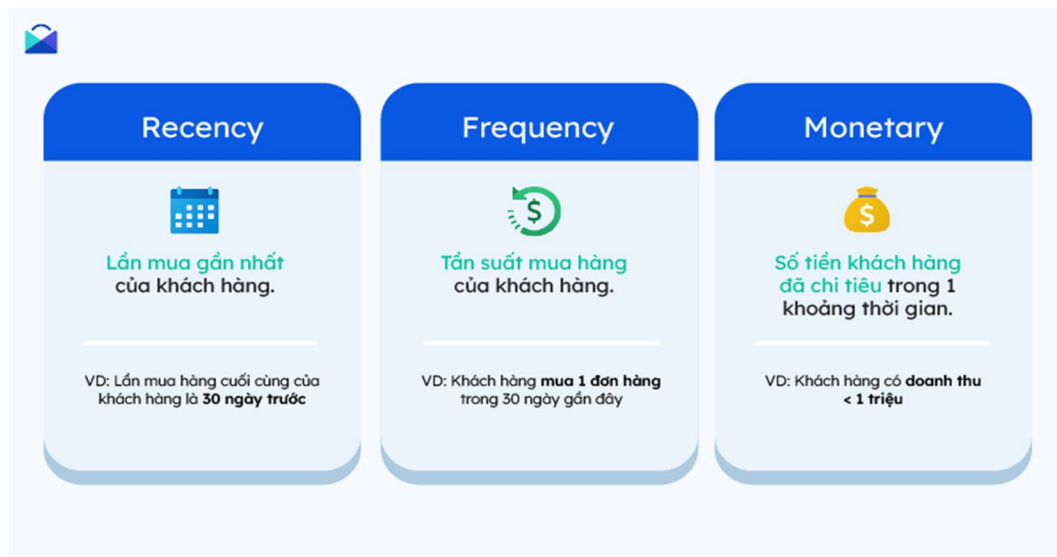 Recency
Lần mua gần nhất
của khách hàng.
VD: Lần mua hàng cuối cùng của
khách hàng là 30 ngày trước
Frequency
$
Tần suất mua hàng
của khách hàng.
VD: Khách hàng mua 1 đơn hàng
trong 30 ngày gần đây
Monetary
$
Số tiền khách hàng
đã chi tiêu trong 1
khoảng thời gian.
VD: Khách hàng có doanh thu
< 1 triệu